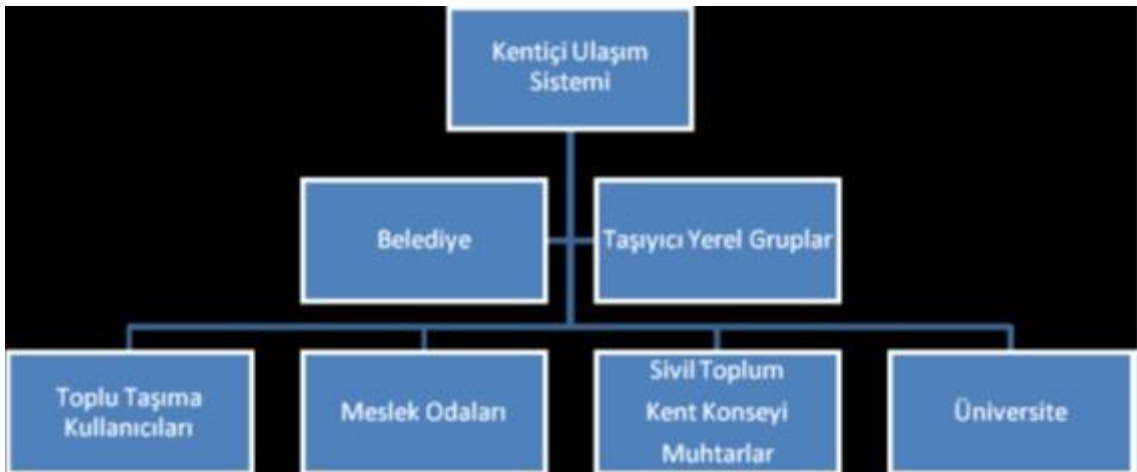 Kentiçi Ulaşım
Sistemi
Belediye
Taşıyıcı Yerel Gruplar
Toplu Taşıma
Kullanıcıları
Meslek Odaları
Sivil Toplum
Kent Konseyi
Muhtarlar
Üniversite